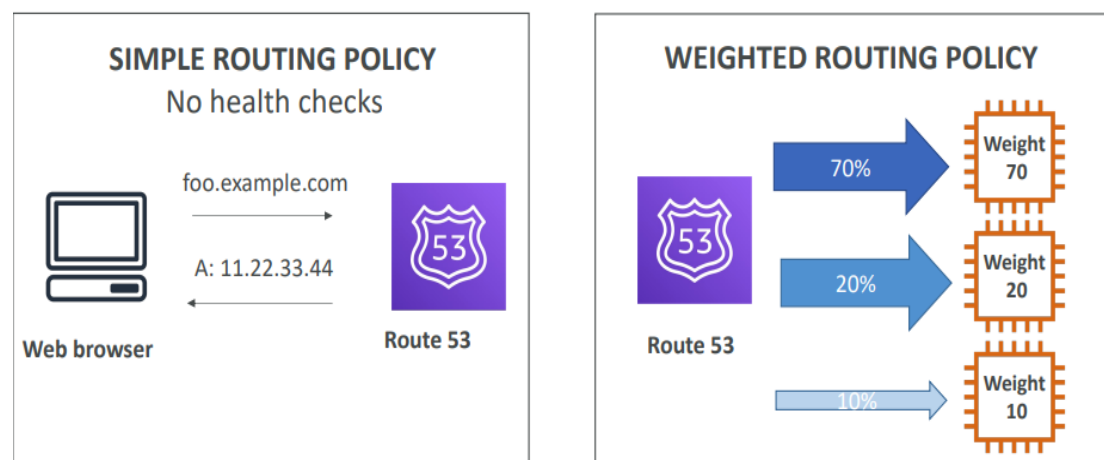 SIMPLE ROUTING POLICY
No health checks
foo.example.com
A: 11.22.33.44
53
Web browser
Route 53
WEIGHTED ROUTING POLICY
53
Route 53
70%
Weight
70
20%
Weight
20
10%
Weight
10